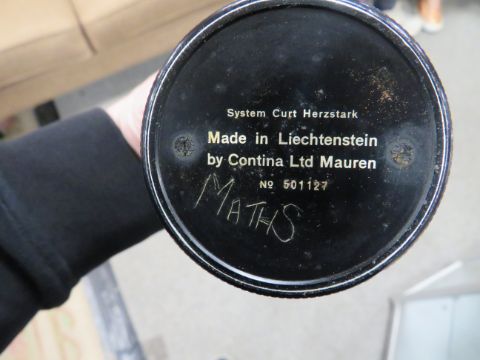 System Curt Herzstark
Made in Liechtenstein
by Contina Ltd Mauren
Nº 501127
MATHS